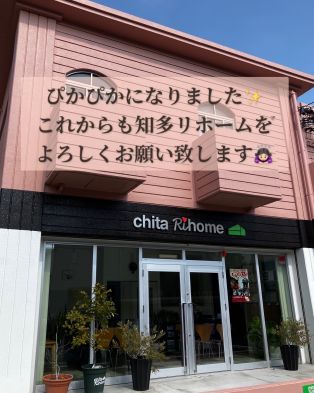 ぴかぴかになりました✨
これからも知多リホームを
よろしくお願い致します🙇🏻‍♀️
chita Rihome